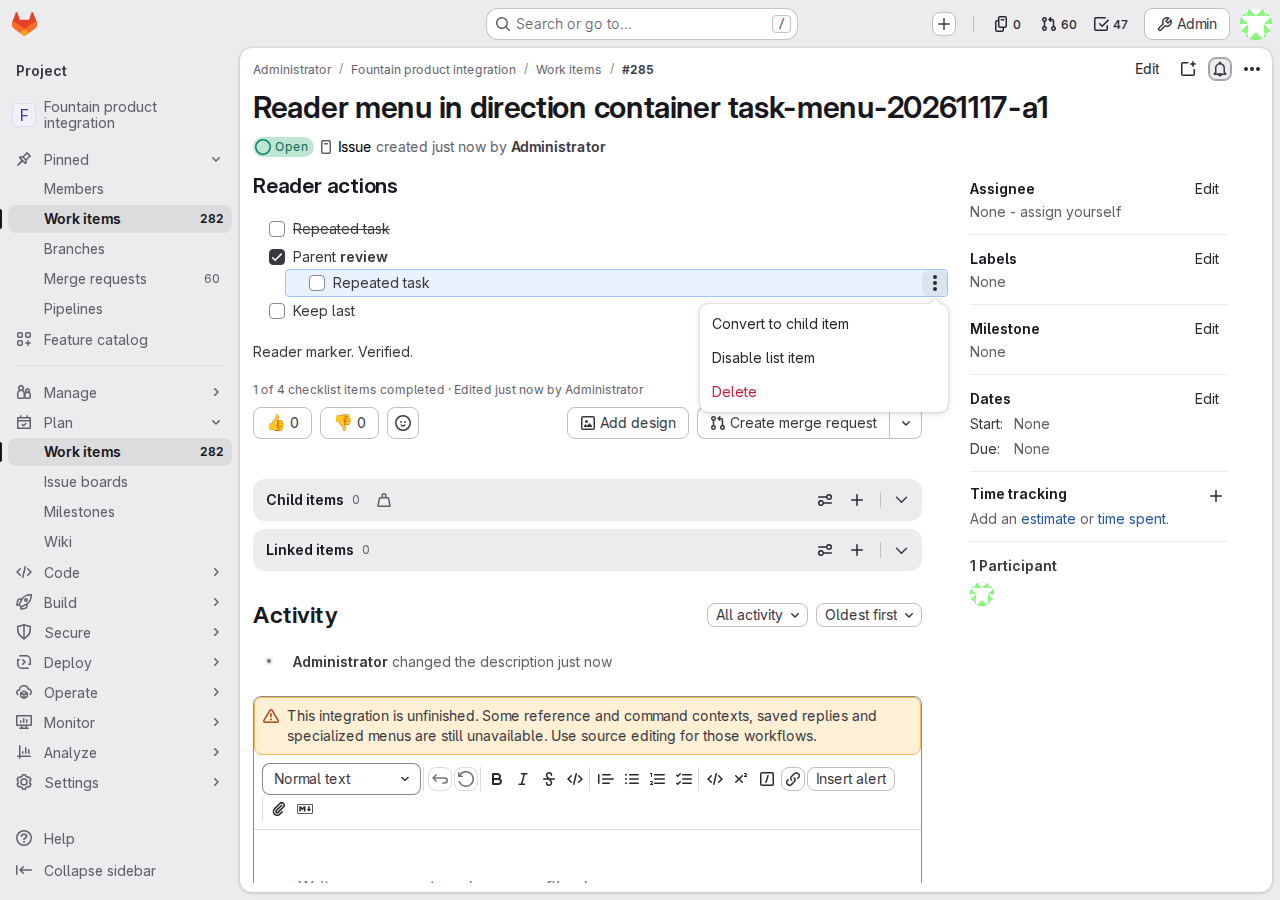 Search or go to...
/
0
60
47
Admin
Project
F
Fountain product integration
Pinned
Members
Work items
282
Branches
Merge requests
60
Pipelines
Feature catalog
Manage
Plan
Work items
282
Issue boards
Milestones
Wiki
Code
Build
Secure
Deploy
Operate
Monitor
Analyze
Settings
Help
Collapse sidebar
Administrator / Fountain product integration / Work items / #285
Edit
Reader menu in direction container task-menu-20261117-a1
Open
Issue created just now by Administrator
Reader actions
Repeated task
Parent review
Repeated task
Keep last
Convert to child item
Disable list item
Delete
Reader marker. Verified.
1 of 4 checklist items completed · Edited just now by Administrator
👍 0
👎 0
Add design
Create merge request
Child items 0
Linked items 0
Activity
All activity
Oldest first
Administrator changed the description just now
This integration is unfinished. Some reference and command contexts, saved replies and
specialized menus are still unavailable. Use source editing for those workflows.
Normal text
Insert alert
Assignee
Edit
None - assign yourself
Labels
Edit
None
Milestone
Edit
None
Dates
Edit
Start: None
Due: None
Time tracking
Add an estimate or time spent.
1 Participant